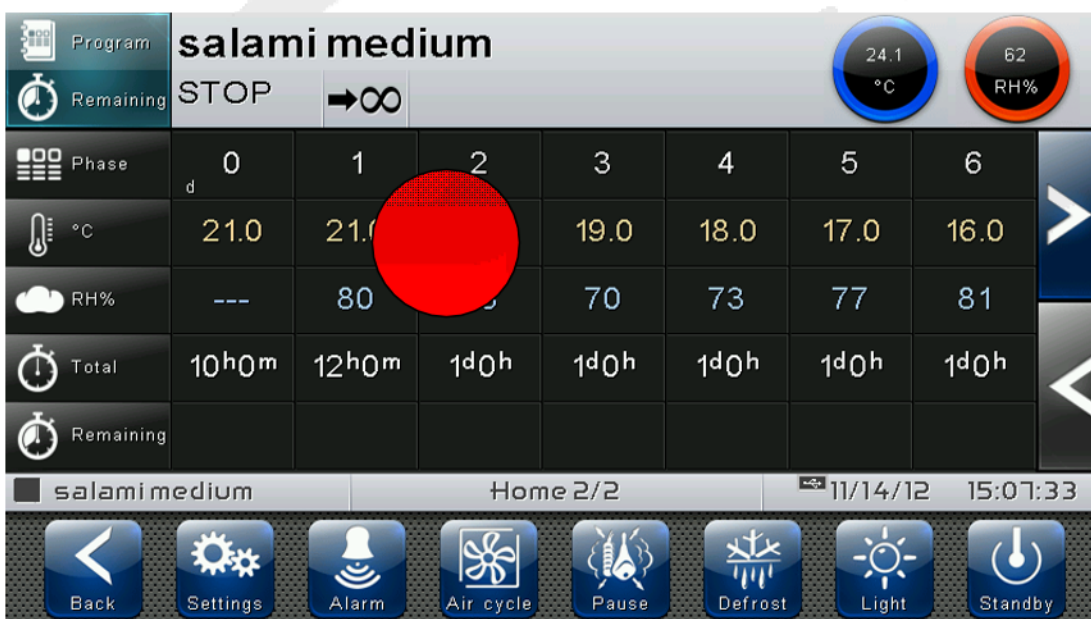 Program salami medium 24.1 °C 62 RH%
Remaining STOP
Phase 0 1 2 3 4 5 6
d
°C 21.0 19.0 18.0 17.0 16.0
RH% --- 80 70 73 77 81
Total 10h0m 12h0m 1d0h 1d0h 1d0h 1d0h 1d0h
Remaining
salami medium Home 2/2 11/14/12 15:07:33
Back Settings Alarm Air cycle Pause Defrost Light Standby